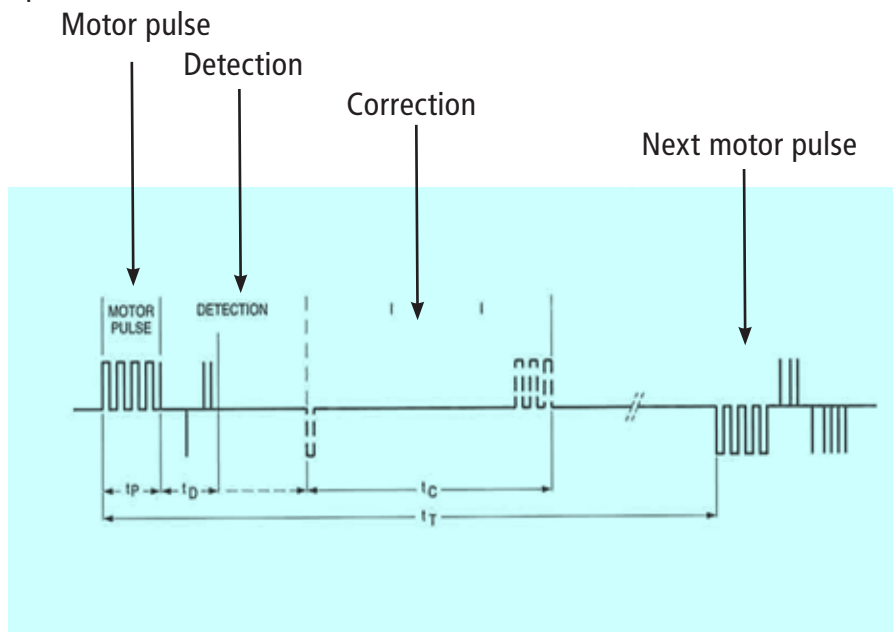 Motor pulse
Detection
Correction
Next motor pulse
MOTOR
PULSE
DETECTION
tP
tD
tC
tT